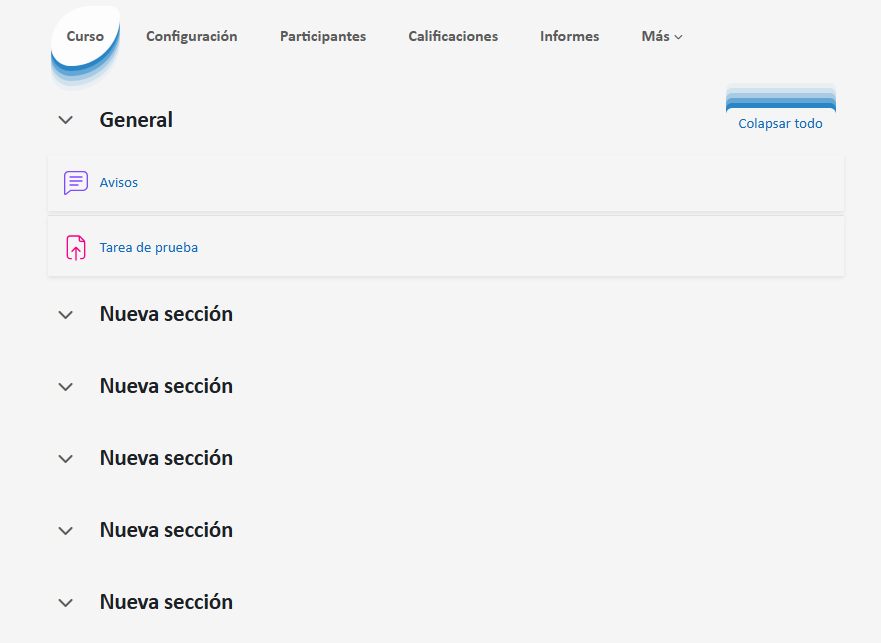 Curso Configuración Participantes Calificaciones Informes Más
General
Colapsar todo
Avisos
Tarea de prueba
Nueva sección
Nueva sección
Nueva sección
Nueva sección
Nueva sección